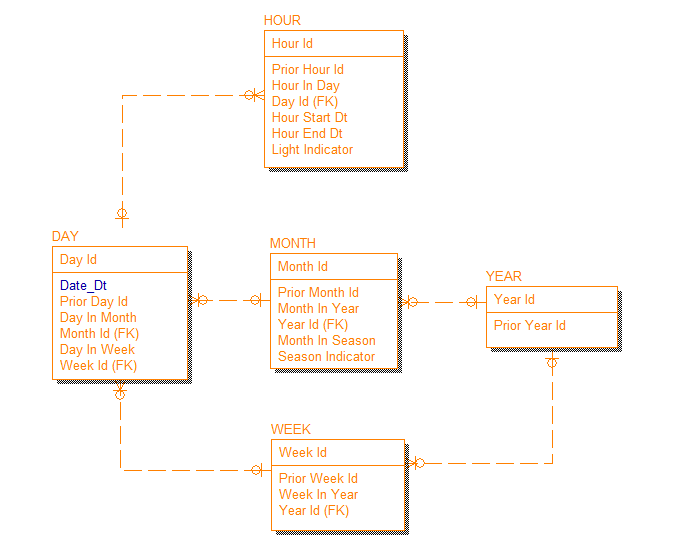 HOUR
Hour Id
Prior Hour Id
Hour In Day
Day Id (FK)
Hour Start Dt
Hour End Dt
Light Indicator
DAY
Day Id
Date_Dt
Prior Day Id
Day In Month
Month Id (FK)
Day In Week
Week Id (FK)
MONTH
Month Id
Prior Month Id
Month In Year
Year Id (FK)
Month In Season
Season Indicator
YEAR
Year Id
Prior Year Id
WEEK
Week Id
Prior Week Id
Week In Year
Year Id (FK)